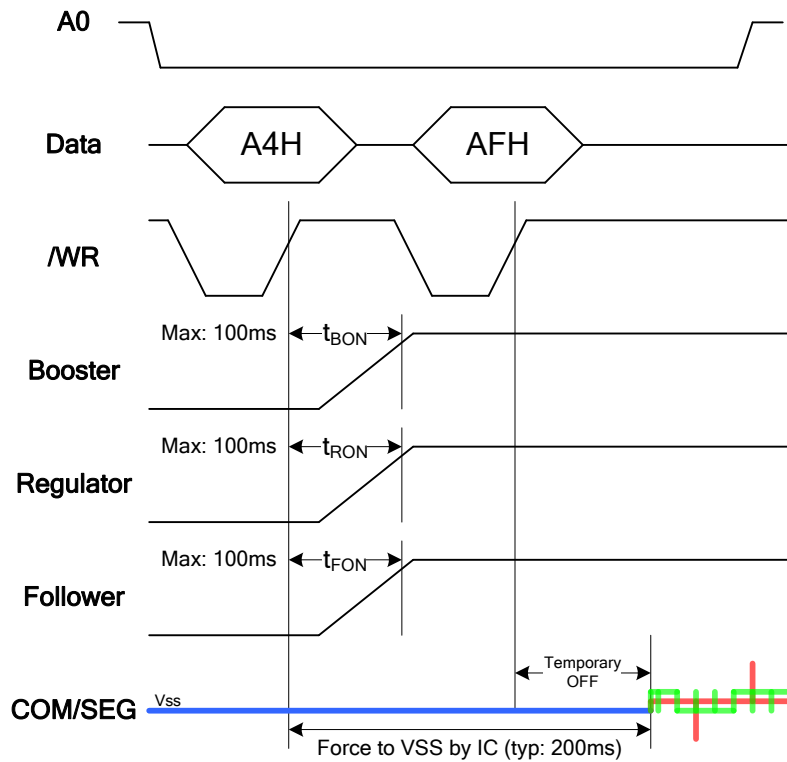 A0
Data
A4H
AFH
/WR
Max: 100ms
tBON
Booster
Max: 100ms
tRON
Regulator
Max: 100ms
tFON
Follower
Temporary
OFF
COM/SEG
Vss
Force to VSS by IC (typ: 200ms)